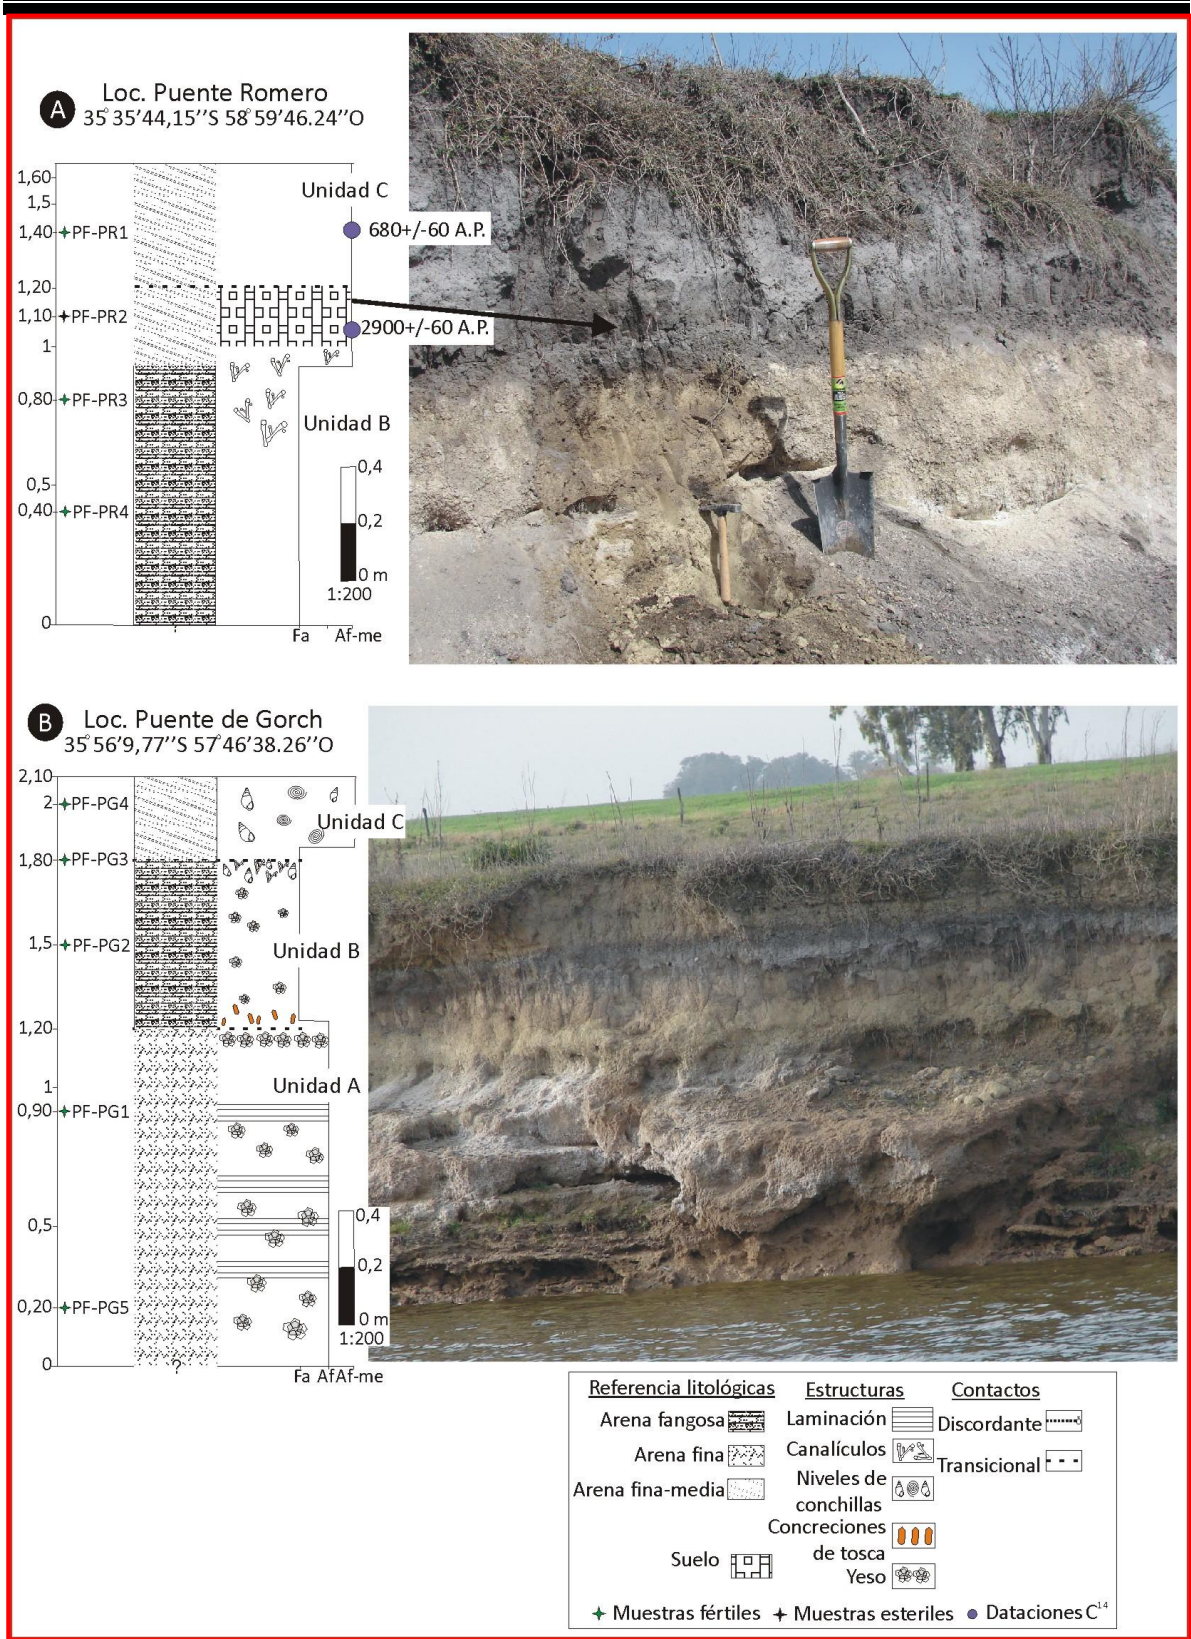 A
Loc. Puente Romero
35°35'44,15''S 58°59'46.24''O
1,60
1,5
1,40
PF-PR1
1,20
1,10
PF-PR2
1
0,80
PF-PR3
0,5
0,40
PF-PR4
0
Unidad C
680+/-60 A.P.
2900+/-60 A.P.
Unidad B
0,4
0,2
0 m
1:200
Fa Af-me
B
Loc. Puente de Gorch
35°56'9,77''S 57°46'38.26''O
2,10
2
PF-PG4
1,80
PF-PG3
1,5
PF-PG2
1,20
1
0,90
PF-PG1
0,5
0,20
PF-PG5
0
?
Unidad C
Unidad B
Unidad A
0,4
0,2
0 m
1:200
Fa Af Af-me
Referencia litológicas
Arena fangosa
Arena fina
Arena fina-media
Suelo
Estructuras
Laminación
Canalículos
Niveles de
conchillas
Concreciones
de tosca
Yeso
Contactos
Discordante
Transicional
Muestras fértiles Muestras esteriles Dataciones C14